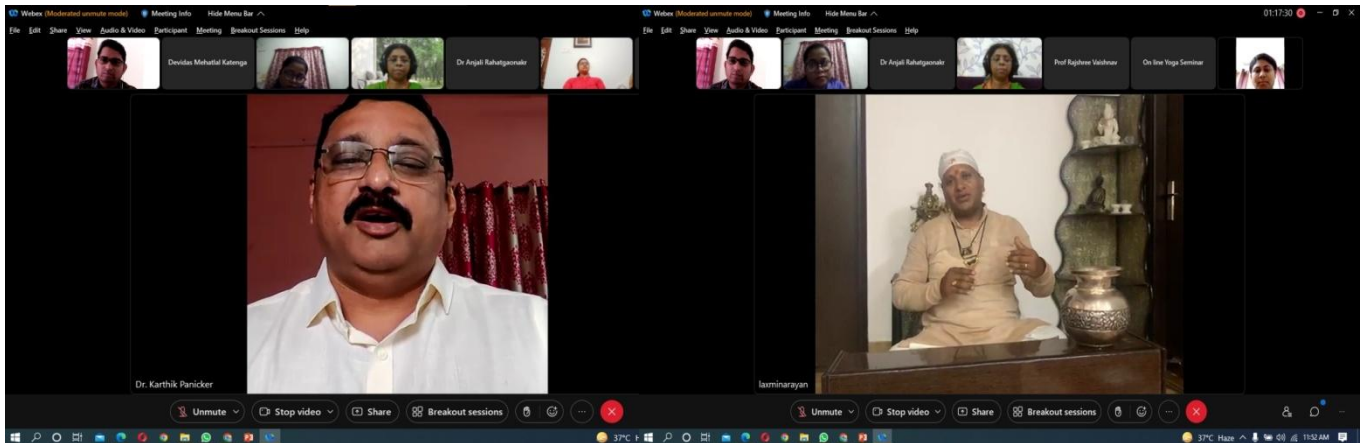 Webex (Moderated unmute mode) Meeting Info Hide Menu Bar
File Edit Share View Audio & Video Participant Meeting Breakout Sessions Help
Devidas Mehatlal Katenga
Dr Anjali Rahatgaonakr
Dr. Karthik Panicker
Unmute Stop video Share Breakout sessions
37°C
Webex (Moderated unmute mode) Meeting Info Hide Menu Bar
01:17:30
File Edit Share View Audio & Video Participant Meeting Breakout Sessions Help
Dr Anjali Rahatgaonakr
Prof Rajshree Vaishnav
On line Yoga Seminar
laxminarayan
Unmute Stop video Share Breakout sessions
37°C Haze 11:52 AM